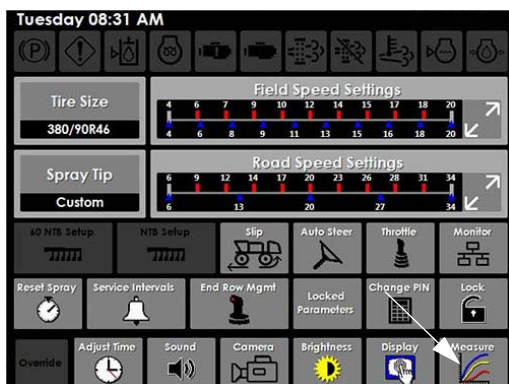 Tuesday 08:31 AM
Tire Size
380/90R46
Field Speed Settings
4 6 7 9 10 12 14 15 17 18 20
4 6 8 9 11 13 15 16 18 20
Spray Tip
Custom
Road Speed Settings
6 9 12 14 17 20 23 26 28 31 34
6 13 20 27 34
60 NTB Setup
NTB Setup
Slip
Auto Steer
Throttle
Monitor
Reset Spray
Service Intervals
End Row Mgmt
Locked
Parameters
Change PIN
Lock
Override
Adjust Time
Sound
Camera
Brightness
Display
Measure